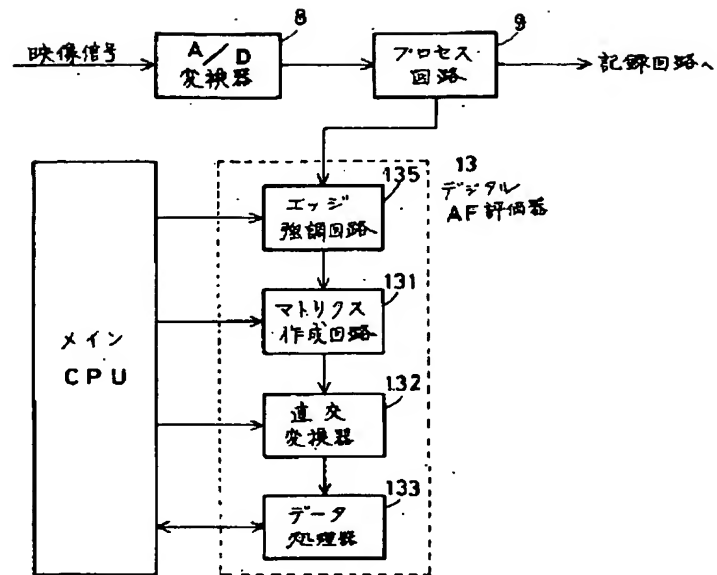 8
9
映像信号
A/D
変換器
プロセス
回路
記録回路へ
135
13
デジタル
AF評価器
エッジ
強調回路
131
マトリクス
作成回路
メイン
CPU
132
直交
変換器
133
データ
処理器